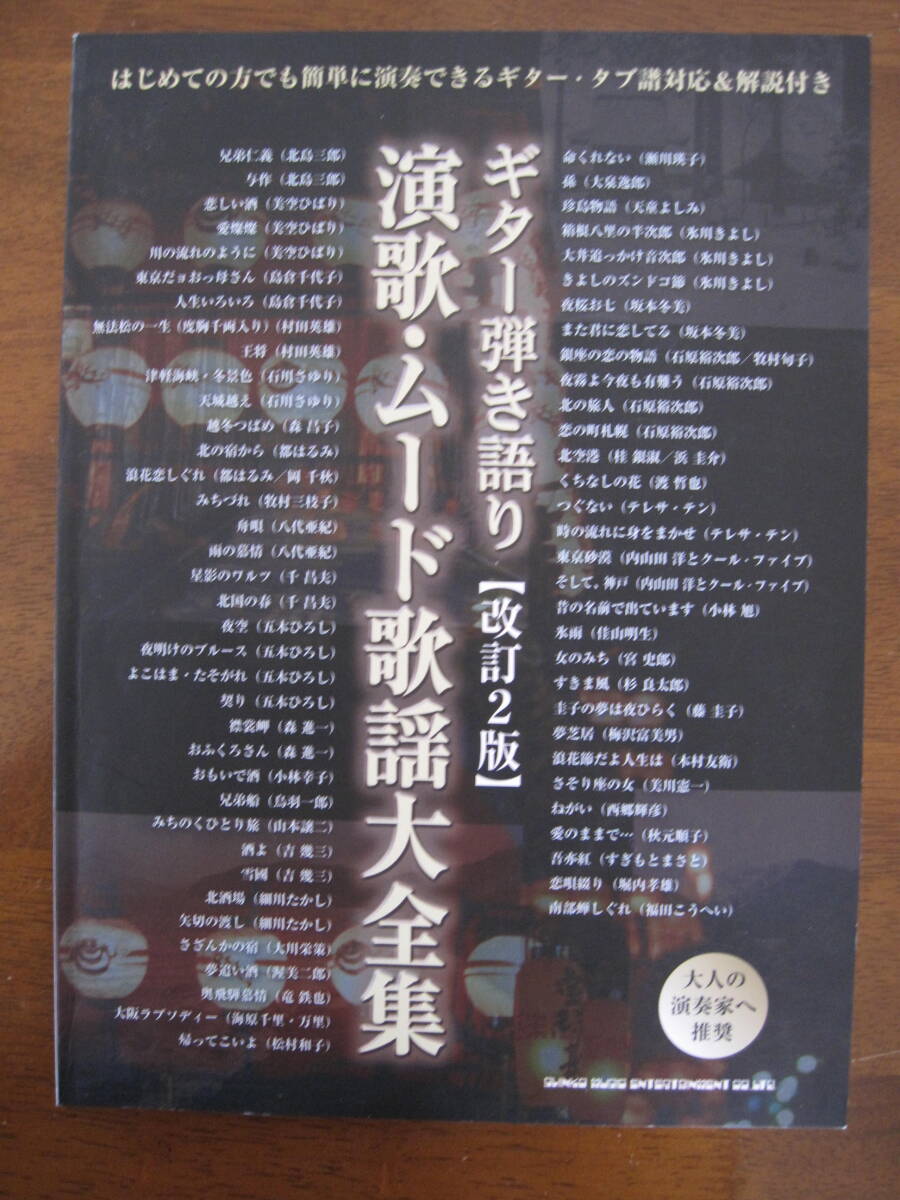 はじめての方でも簡単に演奏できるギター・タブ譜対応&解説付き
ギター弾き語り【改訂2版】
演歌・ムード歌謡大全集
兄弟仁義（北島三郎）
与作（北島三郎）
悲しい酒（美空ひばり）
愛燦燦（美空ひばり）
川の流れのように（美空ひばり）
東京だョおっ母さん（島倉千代子）
人生いろいろ（島倉千代子）
無法松の一生（度胸千両入り）（村田英雄）
王将（村田英雄）
津軽海峡・冬景色（石川さゆり）
天城越え（石川さゆり）
越冬つばめ（森 昌子）
北の宿から（都はるみ）
浪花恋しぐれ（都はるみ／岡 千秋）
みちづれ（牧村三枝子）
舟唄（八代亜紀）
雨の慕情（八代亜紀）
星影のワルツ（千 昌夫）
北国の春（千 昌夫）
夜空（五木ひろし）
夜明けのブルース（五木ひろし）
よこはま・たそがれ（五木ひろし）
契り（五木ひろし）
襟裳岬（森 進一）
おふくろさん（森 進一）
おもいで酒（小林幸子）
兄弟船（鳥羽一郎）
みちのくひとり旅（山本譲二）
酒よ（吉 幾三）
雪國（吉 幾三）
北酒場（細川たかし）
矢切の渡し（細川たかし）
さざんかの宿（大川栄策）
夢追い酒（渥美二郎）
奥飛騨慕情（竜 鉄也）
大阪ラプソディー（海原千里・万里）
帰ってこいよ（松村和子）
命くれない（瀬川瑛子）
孫（大泉逸郎）
珍島物語（天童よしみ）
箱根八里の半次郎（氷川きよし）
大井追っかけ音次郎（氷川きよし）
きよしのズンドコ節（氷川きよし）
夜桜お七（坂本冬美）
また君に恋してる（坂本冬美）
銀座の恋の物語（石原裕次郎／牧村旬子）
夜霧よ今夜も有難う（石原裕次郎）
北の旅人（石原裕次郎）
恋の町札幌（石原裕次郎）
北空港（桂 銀淑／浜 圭介）
くちなしの花（渡 哲也）
つぐない（テレサ・テン）
時の流れに身をまかせ（テレサ・テン）
東京砂漠（内山田 洋とクール・ファイブ）
そして、神戸（内山田 洋とクール・ファイブ）
昔の名前で出ています（小林 旭）
氷雨（佳山明生）
女のみち（宮 史郎）
すきま風（杉 良太郎）
圭子の夢は夜ひらく（藤 圭子）
夢芝居（梅沢富美男）
浪花節だよ人生は（木村友衛）
さそり座の女（美川憲一）
ねがい（西郷輝彦）
愛のままで…（秋元順子）
吾亦紅（すぎもとまさと）
恋唄綴り（堀内孝雄）
南部蝉しぐれ（福田こうへい）
大人の
演奏家へ
推奨
SHINKO MUSIC ENTERTAINMENT CO.,LTD.